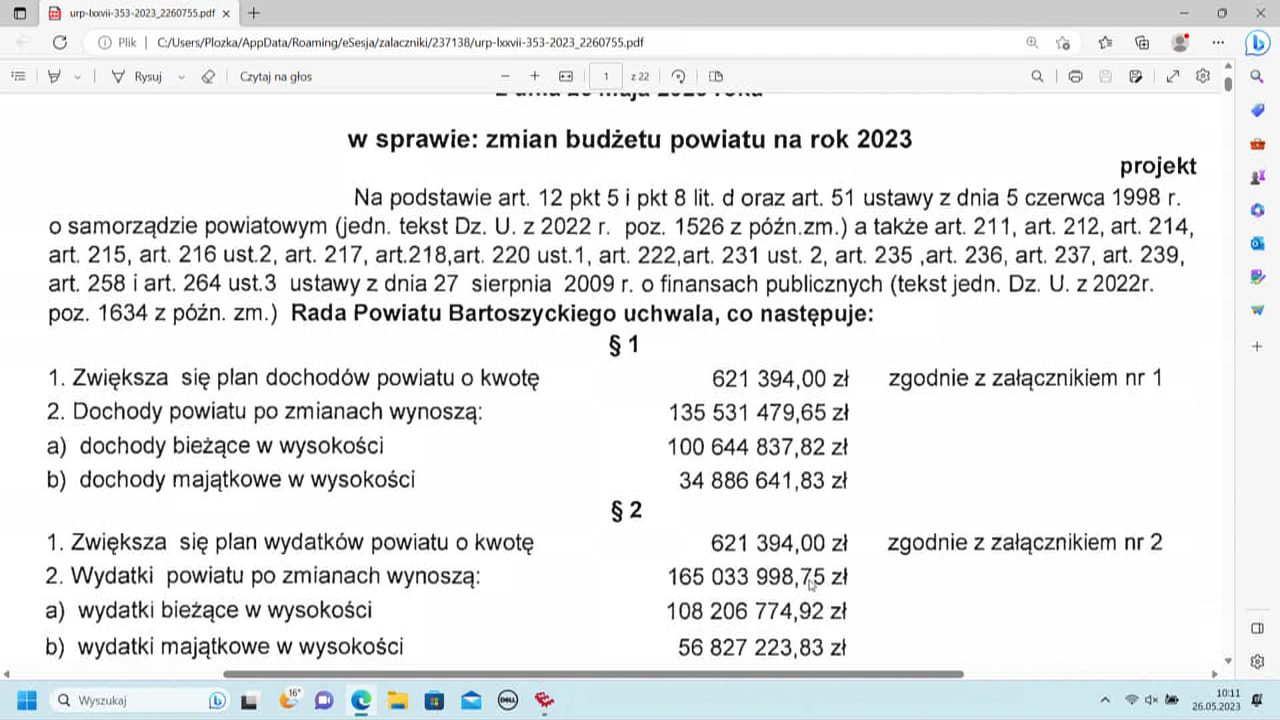 urp-lxxvii-353-2023_2260755.pdf
Plik | C:/Users/Plozka/AppData/Roaming/eSesja/zalaczniki/237138/urp-lxxvii-353-2023_2260755.pdf
Rysuj Czytaj na głos 1 z 22
w sprawie: zmian budżetu powiatu na rok 2023
projekt
Na podstawie art. 12 pkt 5 i pkt 8 lit. d oraz art. 51 ustawy z dnia 5 czerwca 1998 r.
o samorządzie powiatowym (jedn. tekst Dz. U. z 2022 r. poz. 1526 z późn.zm.) a także art. 211, art. 212, art. 214,
art. 215, art. 216 ust.2, art. 217, art.218,art. 220 ust.1, art. 222,art. 231 ust. 2, art. 235 ,art. 236, art. 237, art. 239,
art. 258 i art. 264 ust.3 ustawy z dnia 27 sierpnia 2009 r. o finansach publicznych (tekst jedn. Dz. U. z 2022r.
poz. 1634 z późn. zm.) Rada Powiatu Bartoszyckiego uchwala, co następuje:
§ 1
1. Zwiększa się plan dochodów powiatu o kwotę 621 394,00 zł zgodnie z załącznikiem nr 1
2. Dochody powiatu po zmianach wynoszą: 135 531 479,65 zł
a) dochody bieżące w wysokości 100 644 837,82 zł
b) dochody majątkowe w wysokości 34 886 641,83 zł
§ 2
1. Zwiększa się plan wydatków powiatu o kwotę 621 394,00 zł zgodnie z załącznikiem nr 2
2. Wydatki powiatu po zmianach wynoszą: 165 033 998,75 zł
a) wydatki bieżące w wysokości 108 206 774,92 zł
b) wydatki majątkowe w wysokości 56 827 223,83 zł
Wyszukaj 16° DELL 10:11
26.05.2023